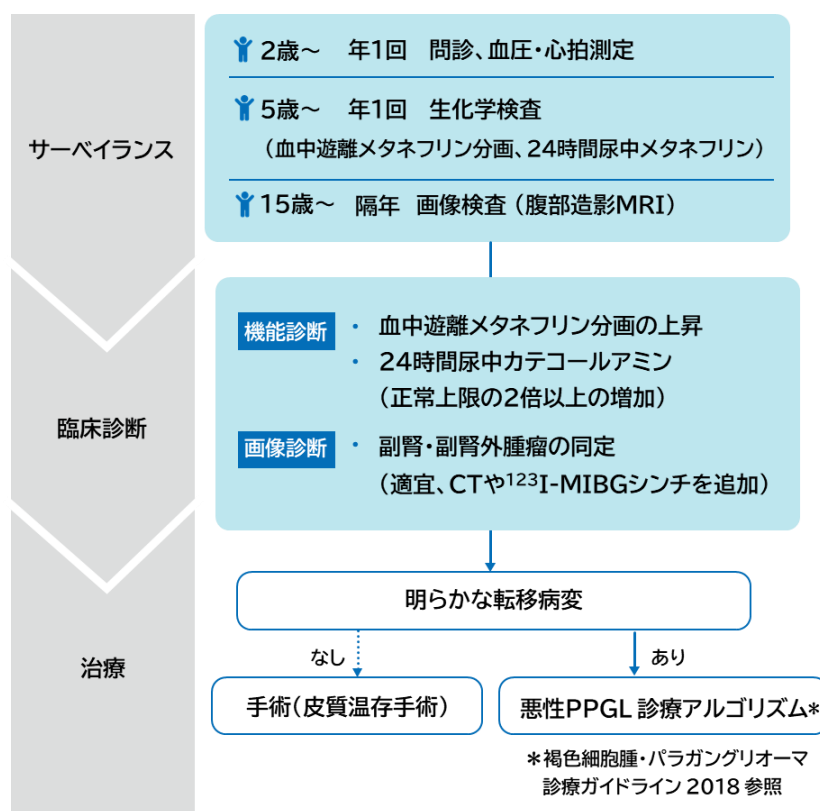 サーベイランス
2歳～ 年1回 問診、血圧・心拍測定
5歳～ 年1回 生化学検査
（血中遊離メタネフリン分画、24時間尿中メタネフリン）
15歳～ 隔年 画像検査（腹部造影MRI）
臨床診断
機能診断 ・ 血中遊離メタネフリン分画の上昇
・ 24時間尿中カテコールアミン
（正常上限の2倍以上の増加）
画像診断 ・ 副腎・副腎外腫瘤の同定
（適宜、CTや¹²³I-MIBGシンチを追加）
治療
明らかな転移病変
なし
あり
手術（皮質温存手術）
悪性PPGL 診療アルゴリズム＊
＊褐色細胞腫・パラガングリオーマ
診療ガイドライン 2018 参照